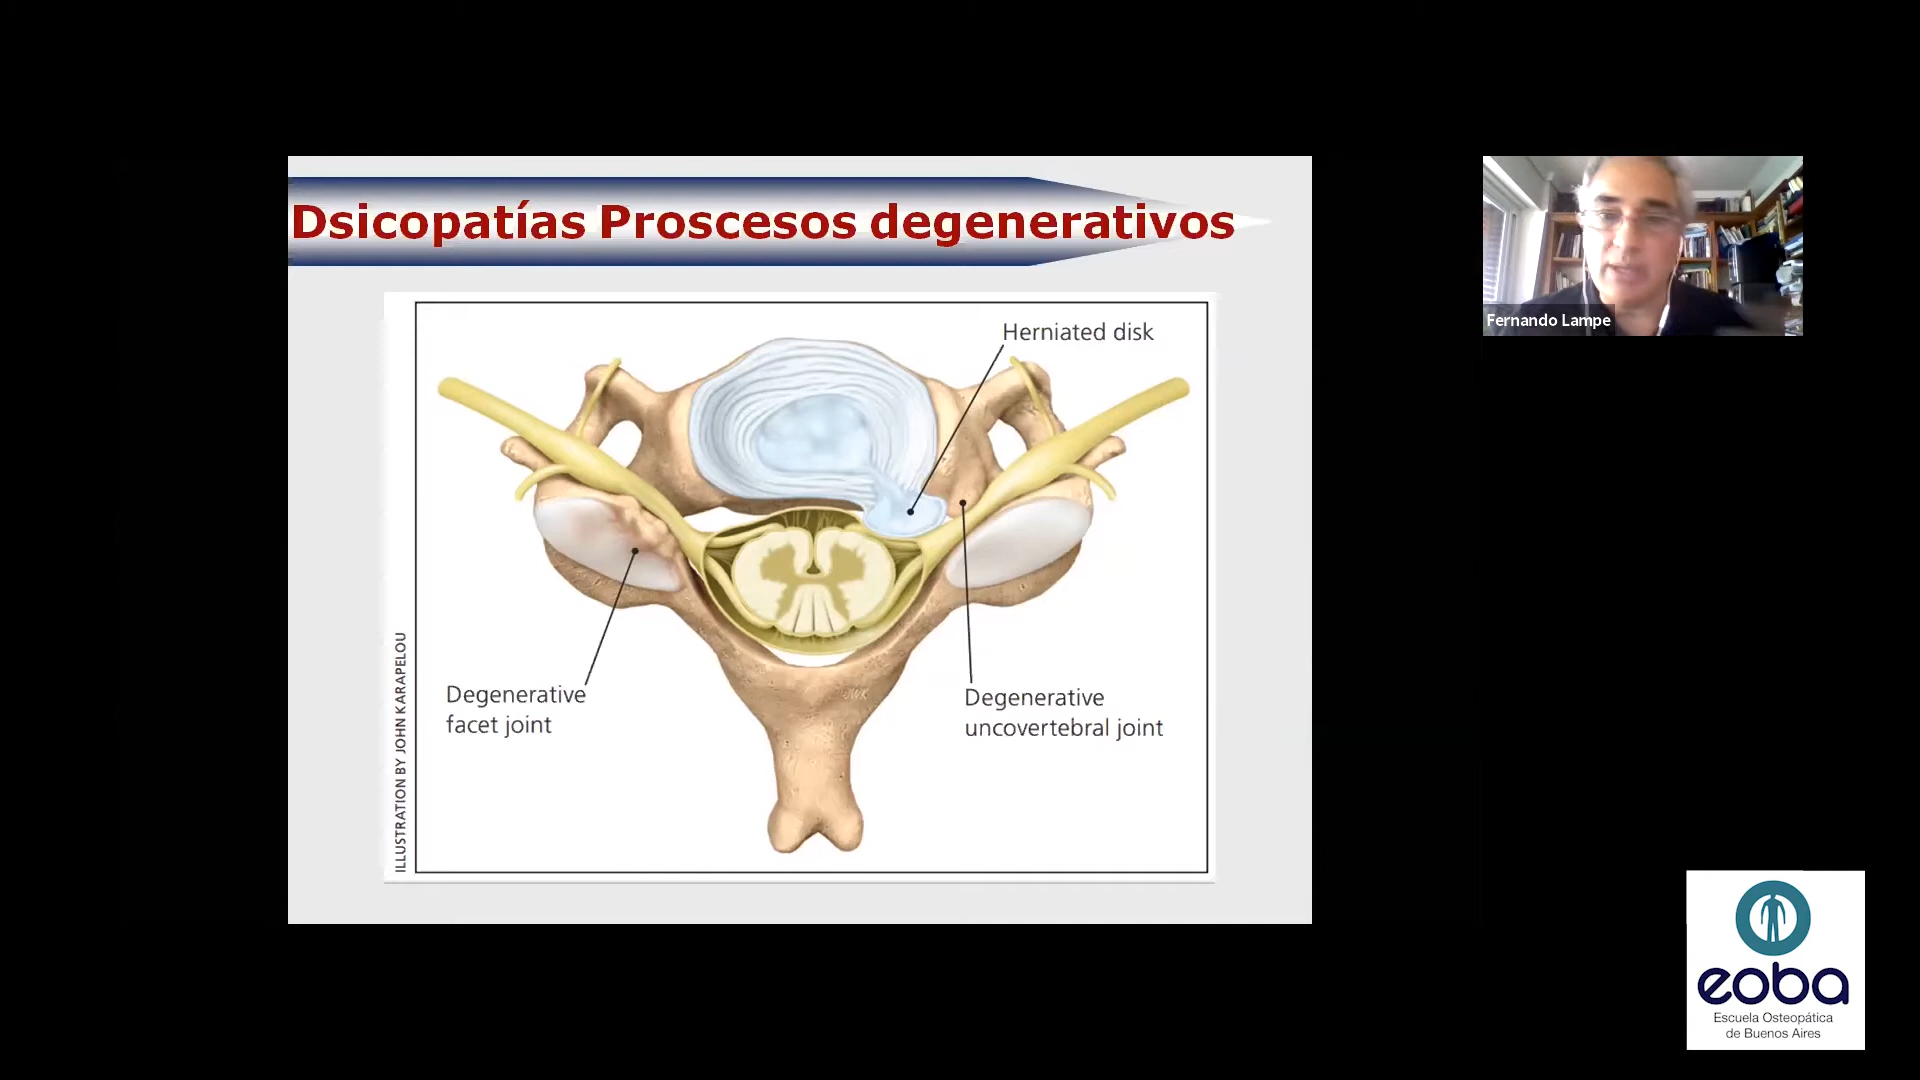 Dsicopatías Proscesos degenerativos
Herniated disk
Degenerative
facet joint
Degenerative
uncovertebral joint
ILLUSTRATION BY JOHN KARAPELOU
JWK
Fernando Lampe
eoba
Escuela Osteopática
de Buenos Aires